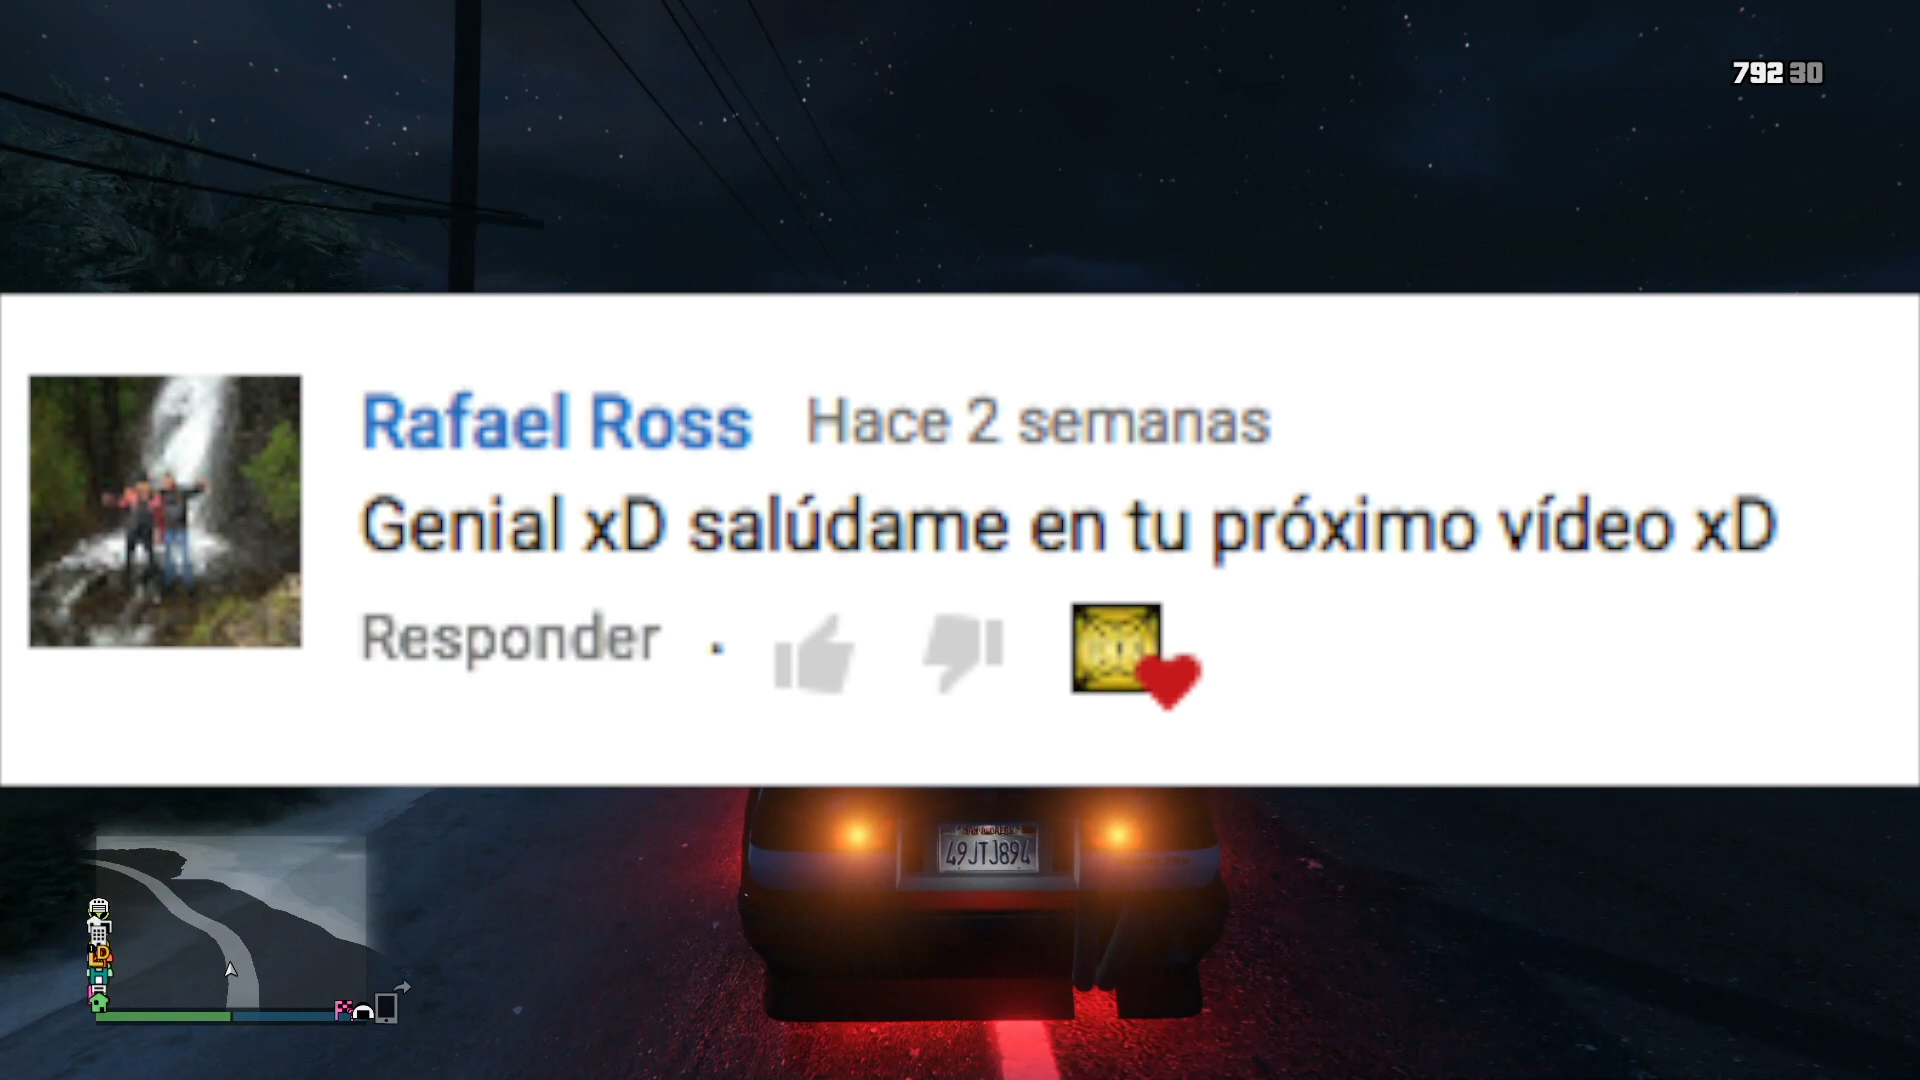 792 30
Rafael Ross Hace 2 semanas
Genial xD salúdame en tu próximo vídeo xD
Responder ·
49JTJ894